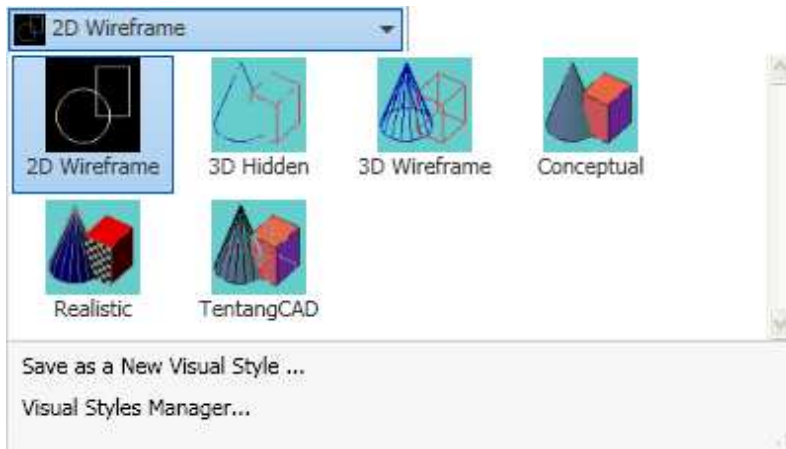 2D Wireframe
2D Wireframe 3D Hidden 3D Wireframe Conceptual
Realistic TentangCAD
Save as a New Visual Style ...
Visual Styles Manager...